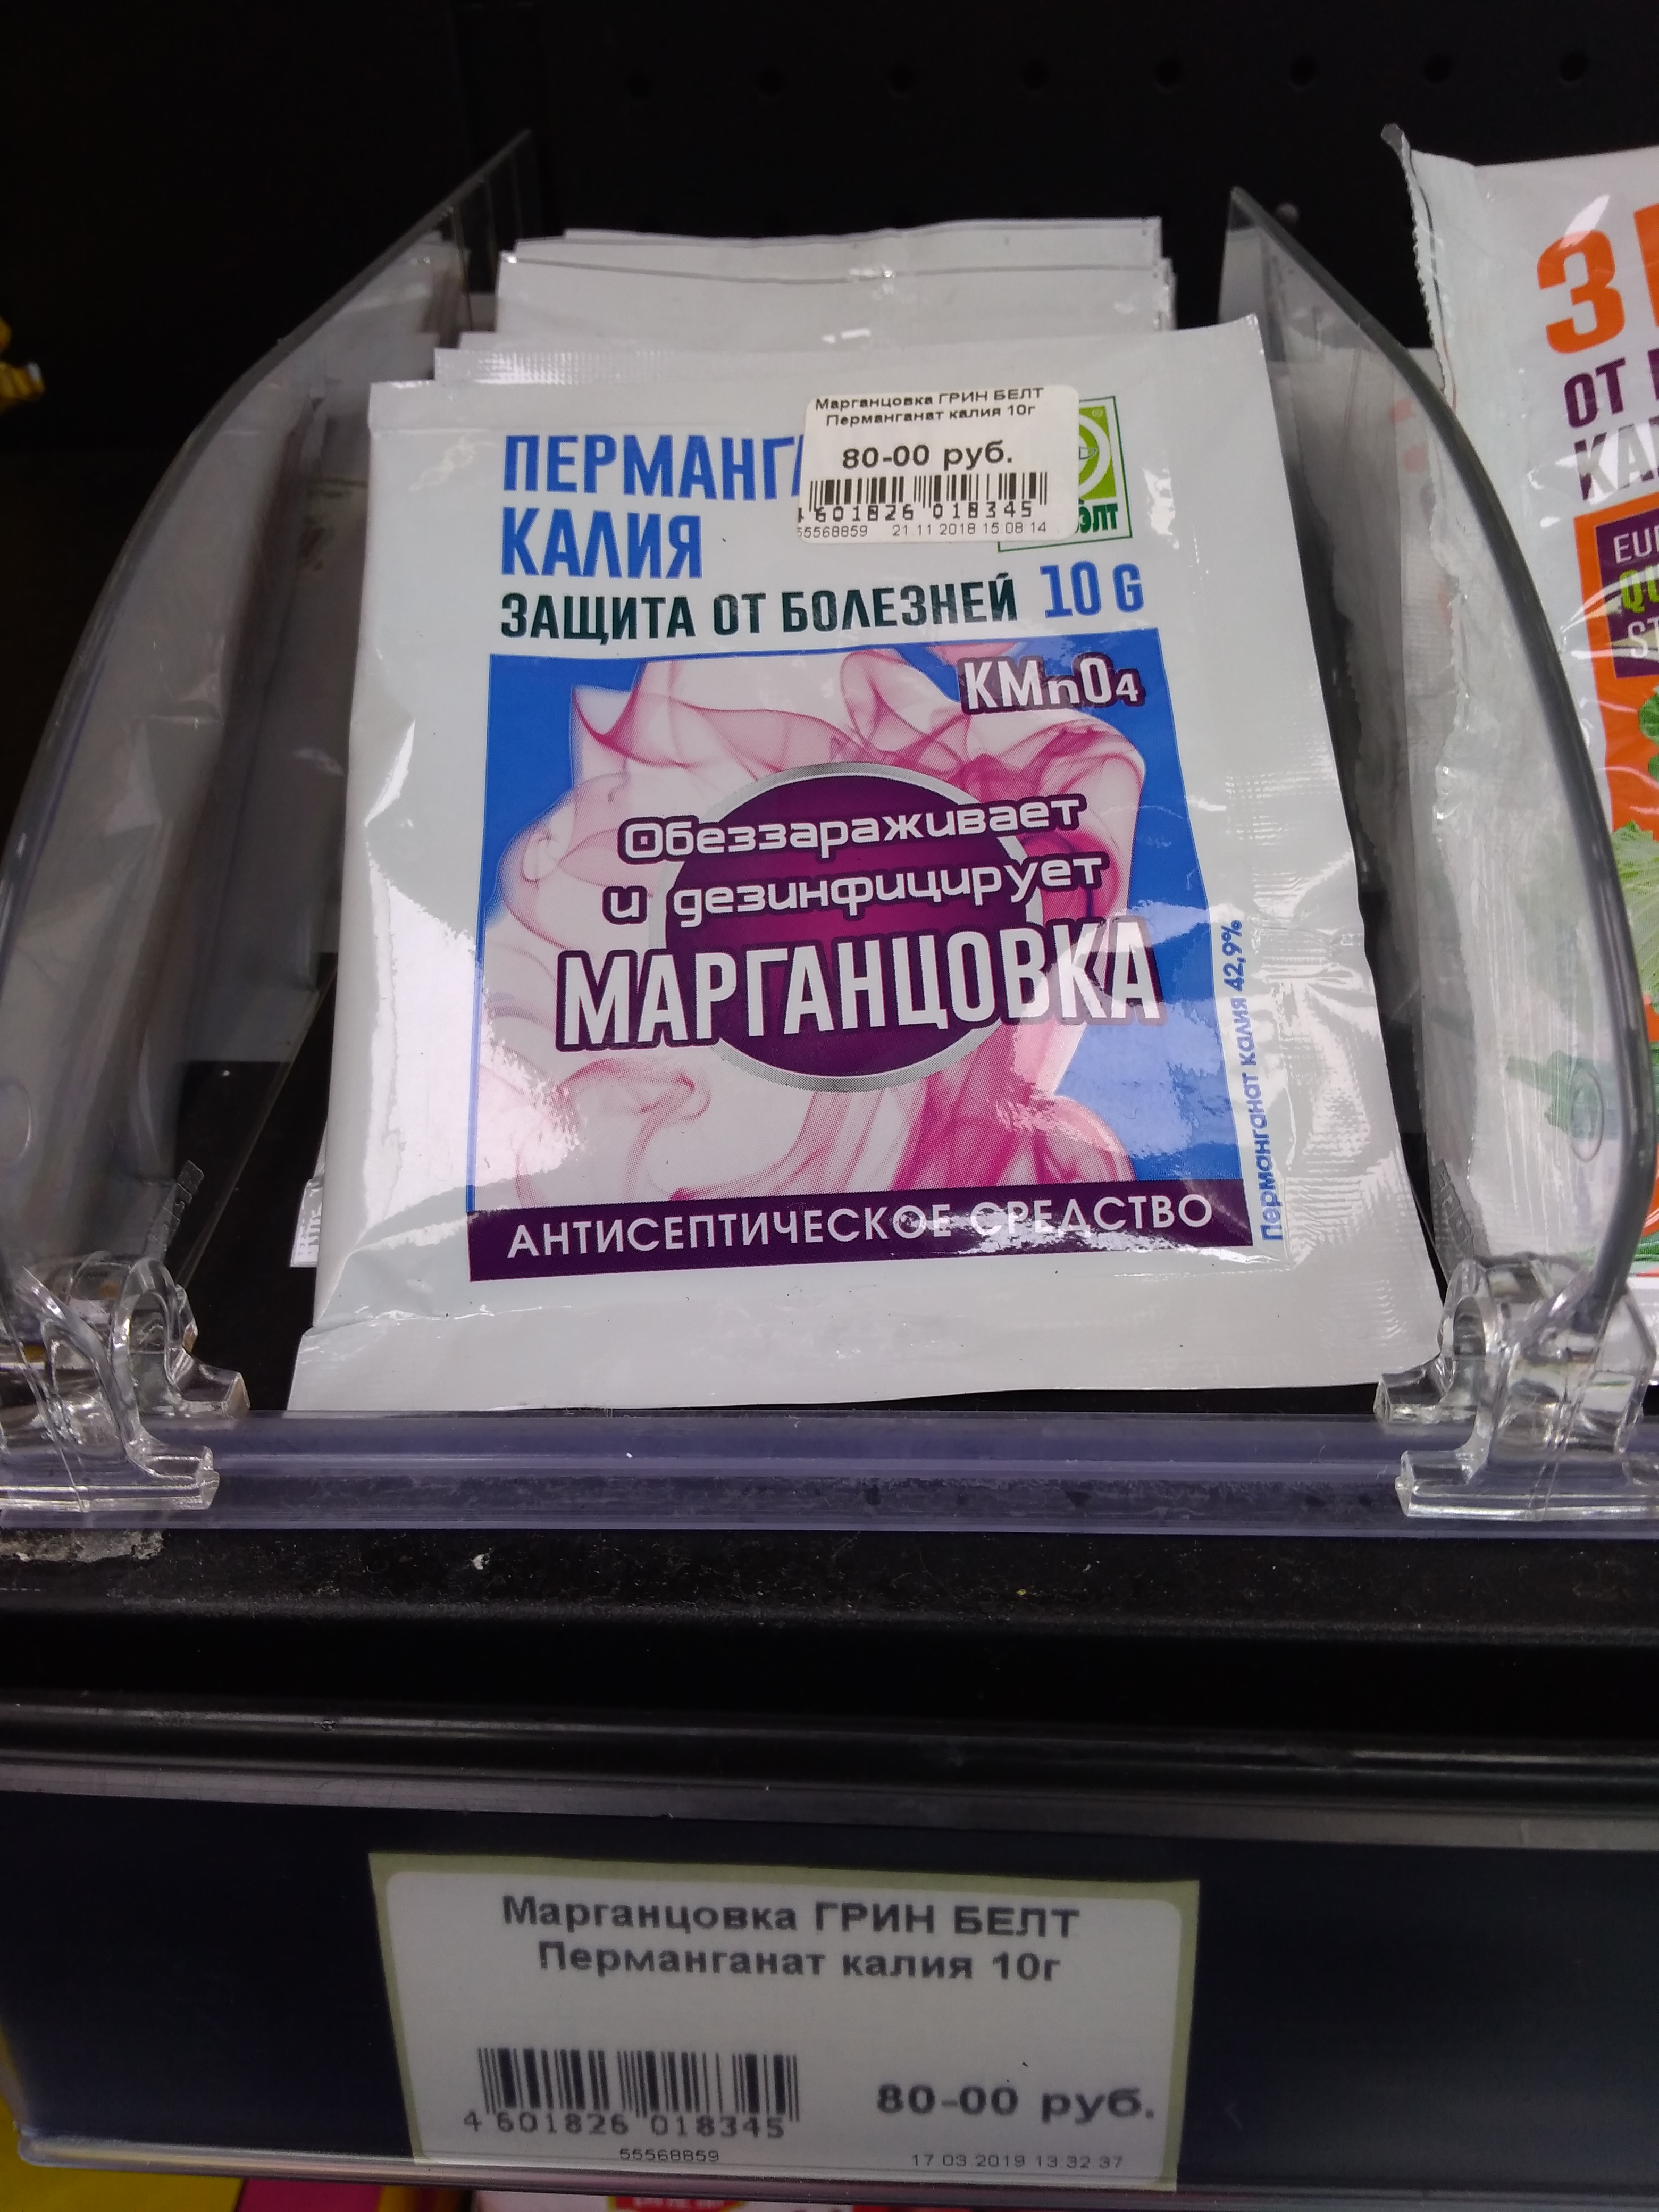 Марганцовка ГРИН БЕЛТ
Перманганат калия 10г
80-00 руб.
4 601826 018345
55568859 21 11 2018 15 08 14
КАЛИЯ
ЗАЩИТА ОТ БОЛЕЗНЕЙ 10 G
KMnO4
Обеззараживает
и дезинфицирует
МАРГАНЦОВКА
АНТИСЕПТИЧЕСКОЕ СРЕДСТВО
Перманганат калия 42,9%
3
ОТ
Марганцовка ГРИН БЕЛТ
Перманганат калия 10г
80-00 руб.
4 601826 018345
55568859
17 03 2019 13 32 37